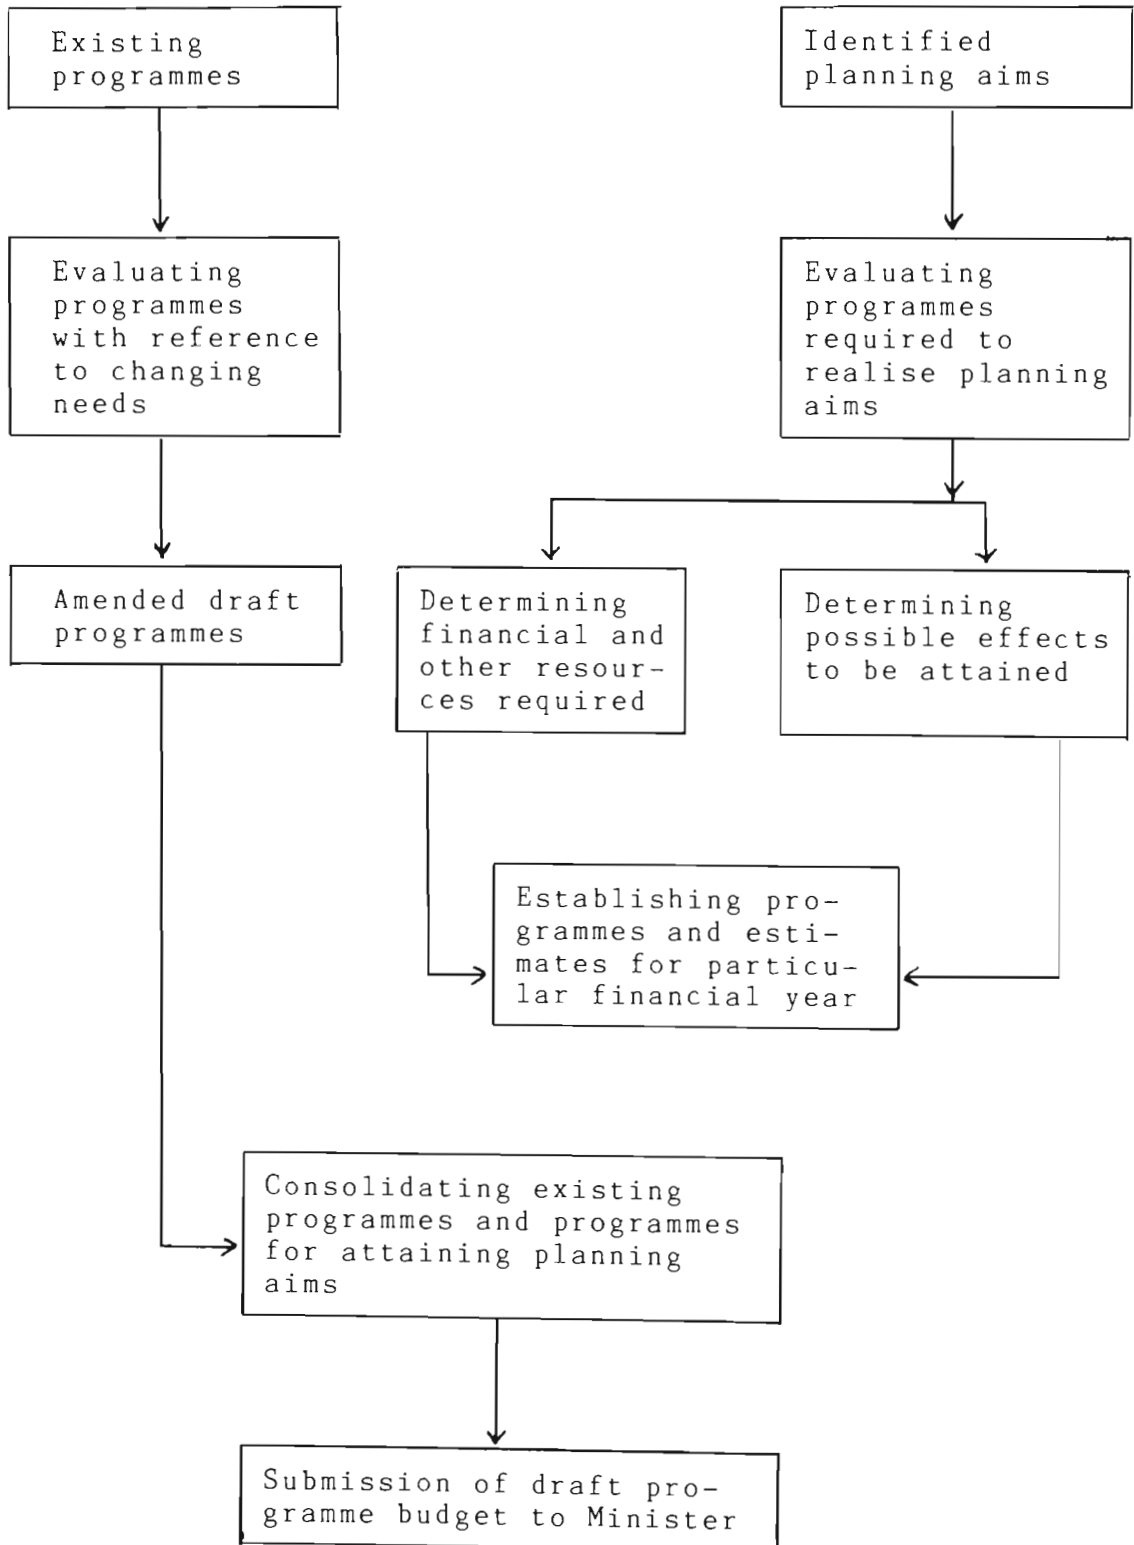 Existing
programmes
Identified
planning aims
Evaluating
programmes
with reference
to changing
needs
Evaluating
programmes
required to
realise planning
aims
Amended draft
programmes
Determining
financial and
other resour-
ces required
Determining
possible effects
to be attained
Establishing pro-
grammes and esti-
mates for particu-
lar financial year
Consolidating existing
programmes and programmes
for attaining planning
aims
Submission of draft pro-
gramme budget to Minister